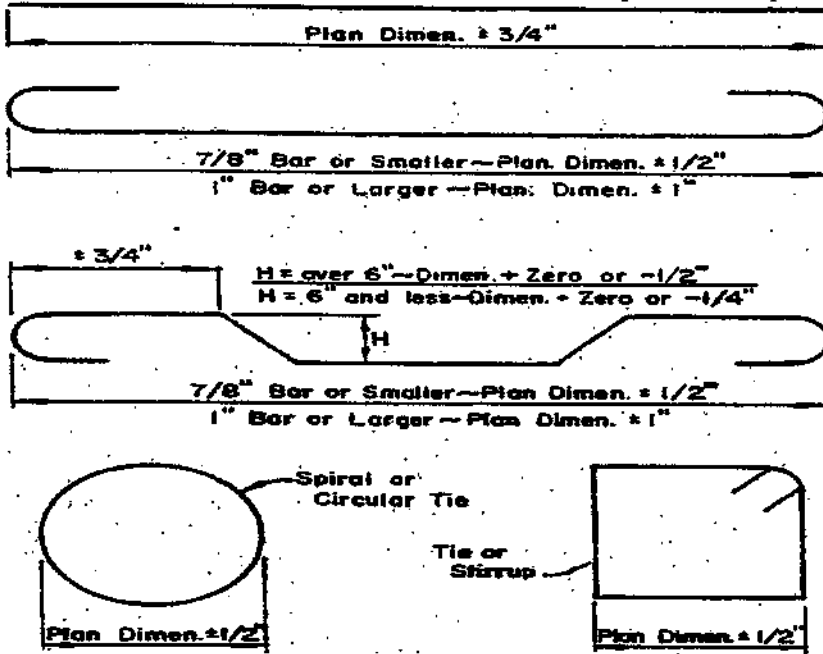 Plan Dimen. ± 3/4"
7/8" Bar or Smaller~Plan Dimen. ± 1/2"
1" Bar or Larger ~ Plan Dimen. ± 1"
± 3/4"
H = over 6"~Dimen. + Zero or -1/2"
H = 6" and less~Dimen. + Zero or -1/4"
H
7/8" Bar or Smaller~Plan Dimen. ± 1/2"
1" Bar or Larger ~ Plan Dimen. ± 1"
Spiral or
Circular Tie
Tie or
Stirrup
Plan Dimen. ±1/2"
Plan Dimen. ± 1/2"